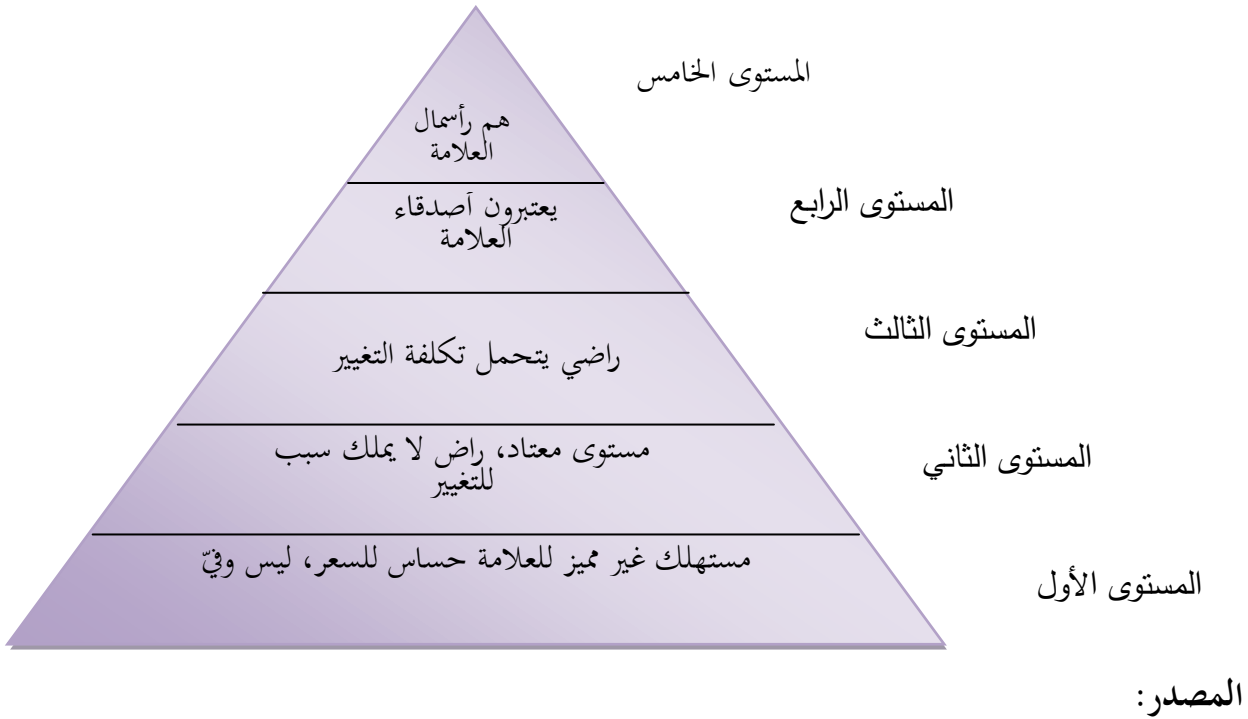 المستوى الخامس
هم رأسمال
العلامة
المستوى الرابع
يعتبرون أصدقاء
العلامة
المستوى الثالث
راضي يتحمل تكلفة التغيير
المستوى الثاني
مستوى معتاد، راض لا يملك سبب
للتغيير
المستوى الأول
مستهلك غير مميز للعلامة حساس للسعر، ليس وفيّ
المصدر: